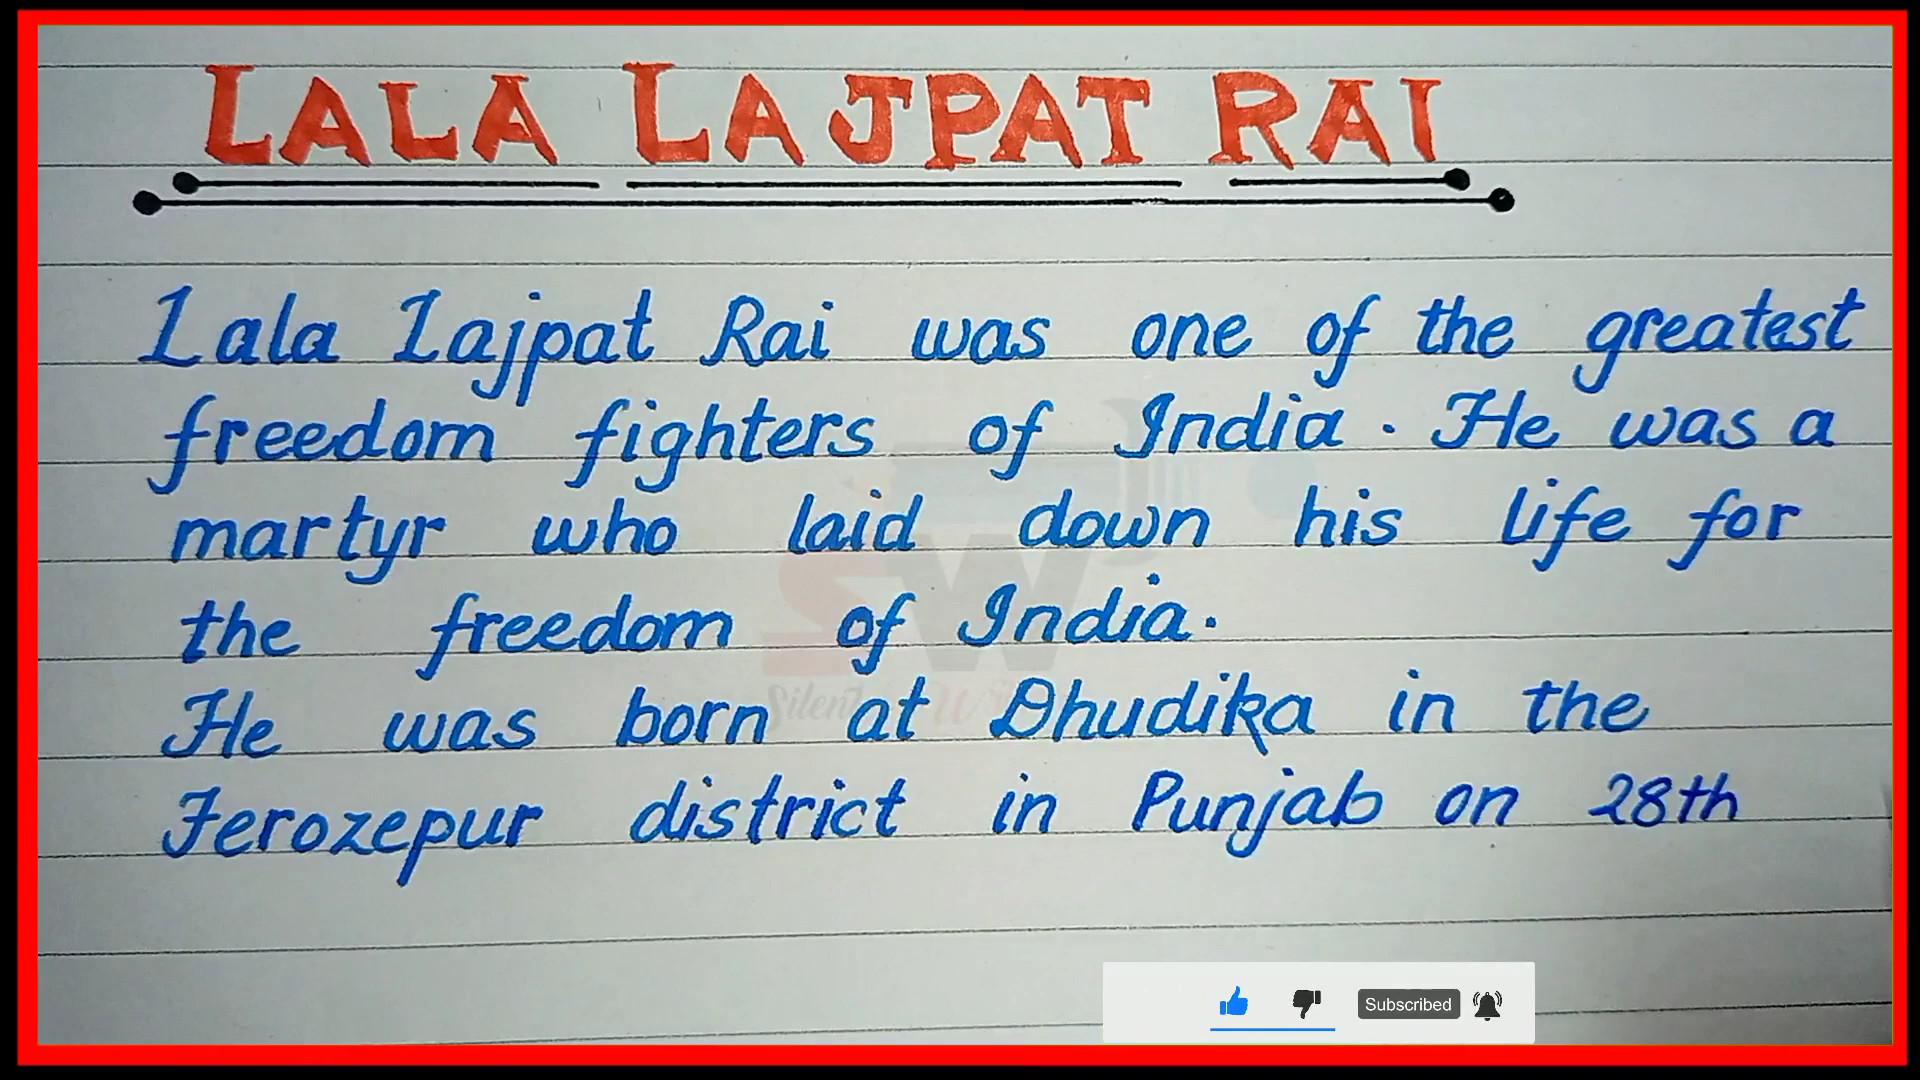 LALA LAJPAT RAI
Lala Lajpat Rai was one of the greatest
freedom fighters of India. He was a
martyr who laid down his life for
the freedom of India.
SW
Silent
He was born at Dhudika in the
Ferozepur district in Punjab on 28th
Subscribed